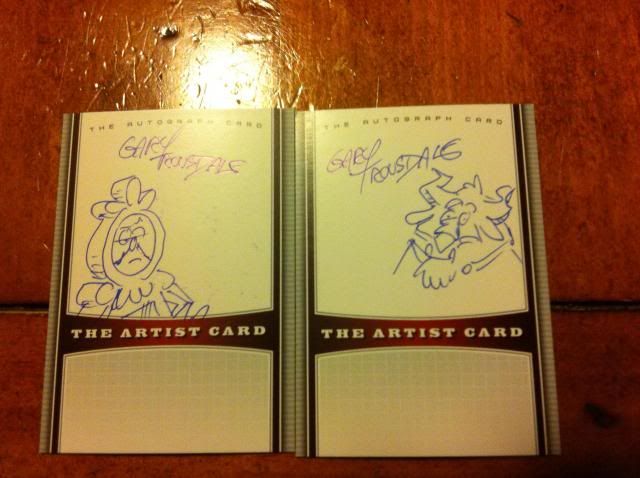 THE AUTOGRAPH CARD
GARY
TROUSDALE
THE ARTIST CARD
THE AUTOGRAPH CARD
GARY
TROUSDALE
THE ARTIST CARD